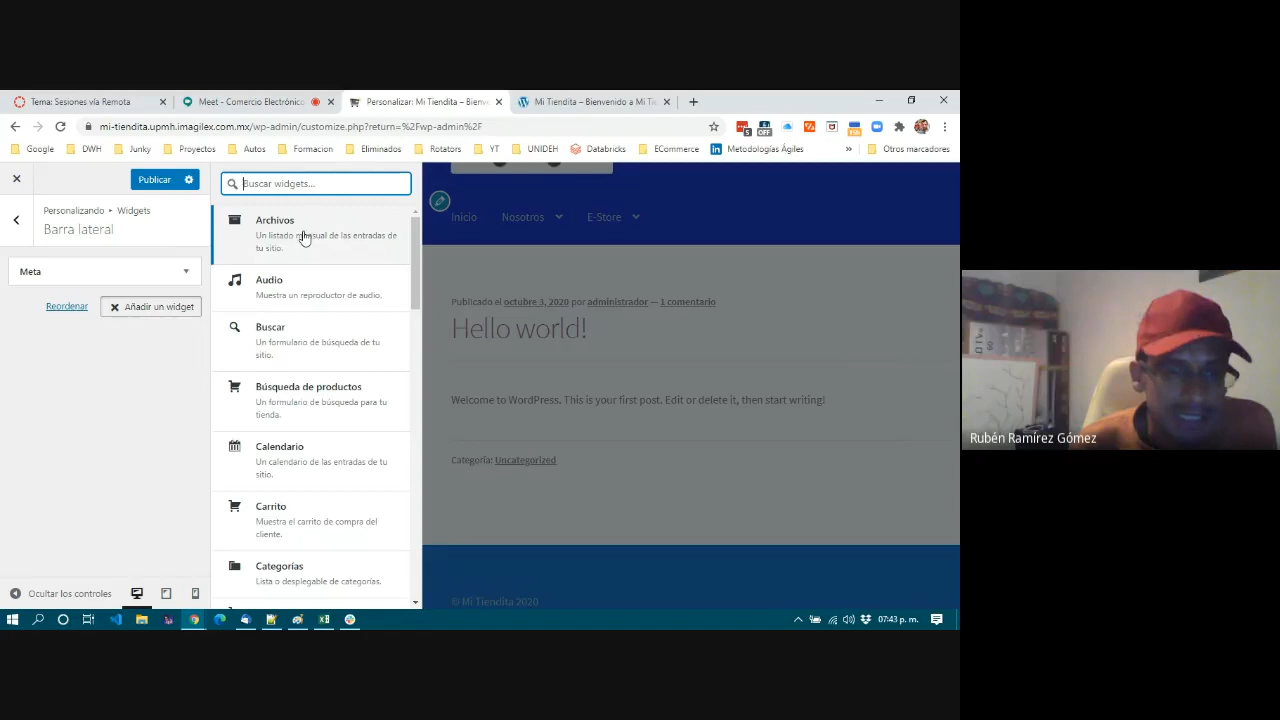 Tema: Sesiones vía Remota
Meet - Comercio Electrónico
Personalizar: Mi Tiendita – Bienve
Mi Tiendita – Bienvenido a Mi Ti
mi-tiendita.upmh.imagilex.com.mx/wp-admin/customize.php?return=%2Fwp-admin%2F
5
OFF
Google
DWH
Junky
Proyectos
Autos
Formacion
Eliminados
Rotators
YT
UNIDEH
Databricks
ECommerce
Metodologías Ágiles
»
Otros marcadores
Publicar
Personalizando ▸ Widgets
Barra lateral
Meta
Reordenar
Añadir un widget
Ocultar los controles
Buscar widgets...
Archivos
Un listado mensual de las entradas de
tu sitio.
Audio
Muestra un reproductor de audio.
Buscar
Un formulario de búsqueda de tu
sitio.
Búsqueda de productos
Un formulario de búsqueda para tu
tienda.
Calendario
Un calendario de las entradas de tu
sitio.
Carrito
Muestra el carrito de compra del
cliente.
Categorías
Lista o desplegable de categorías.
Inicio
Nosotros
E-Store
Publicado el octubre 3, 2020 por administrador — 1 comentario
Hello world!
Welcome to WordPress. This is your first post. Edit or delete it, then start writing!
Categoría: Uncategorized
© Mi Tiendita 2020
07:43 p. m.
Rubén Ramírez Gómez